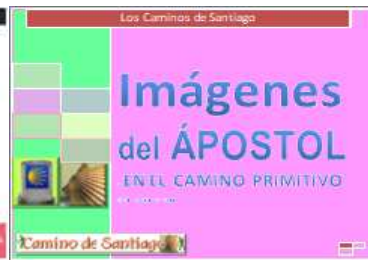 Los Caminos de Santiago
Imágenes
del ÁPOSTOL
EN EL CAMINO PRIMITIVO
Camino de Santiago